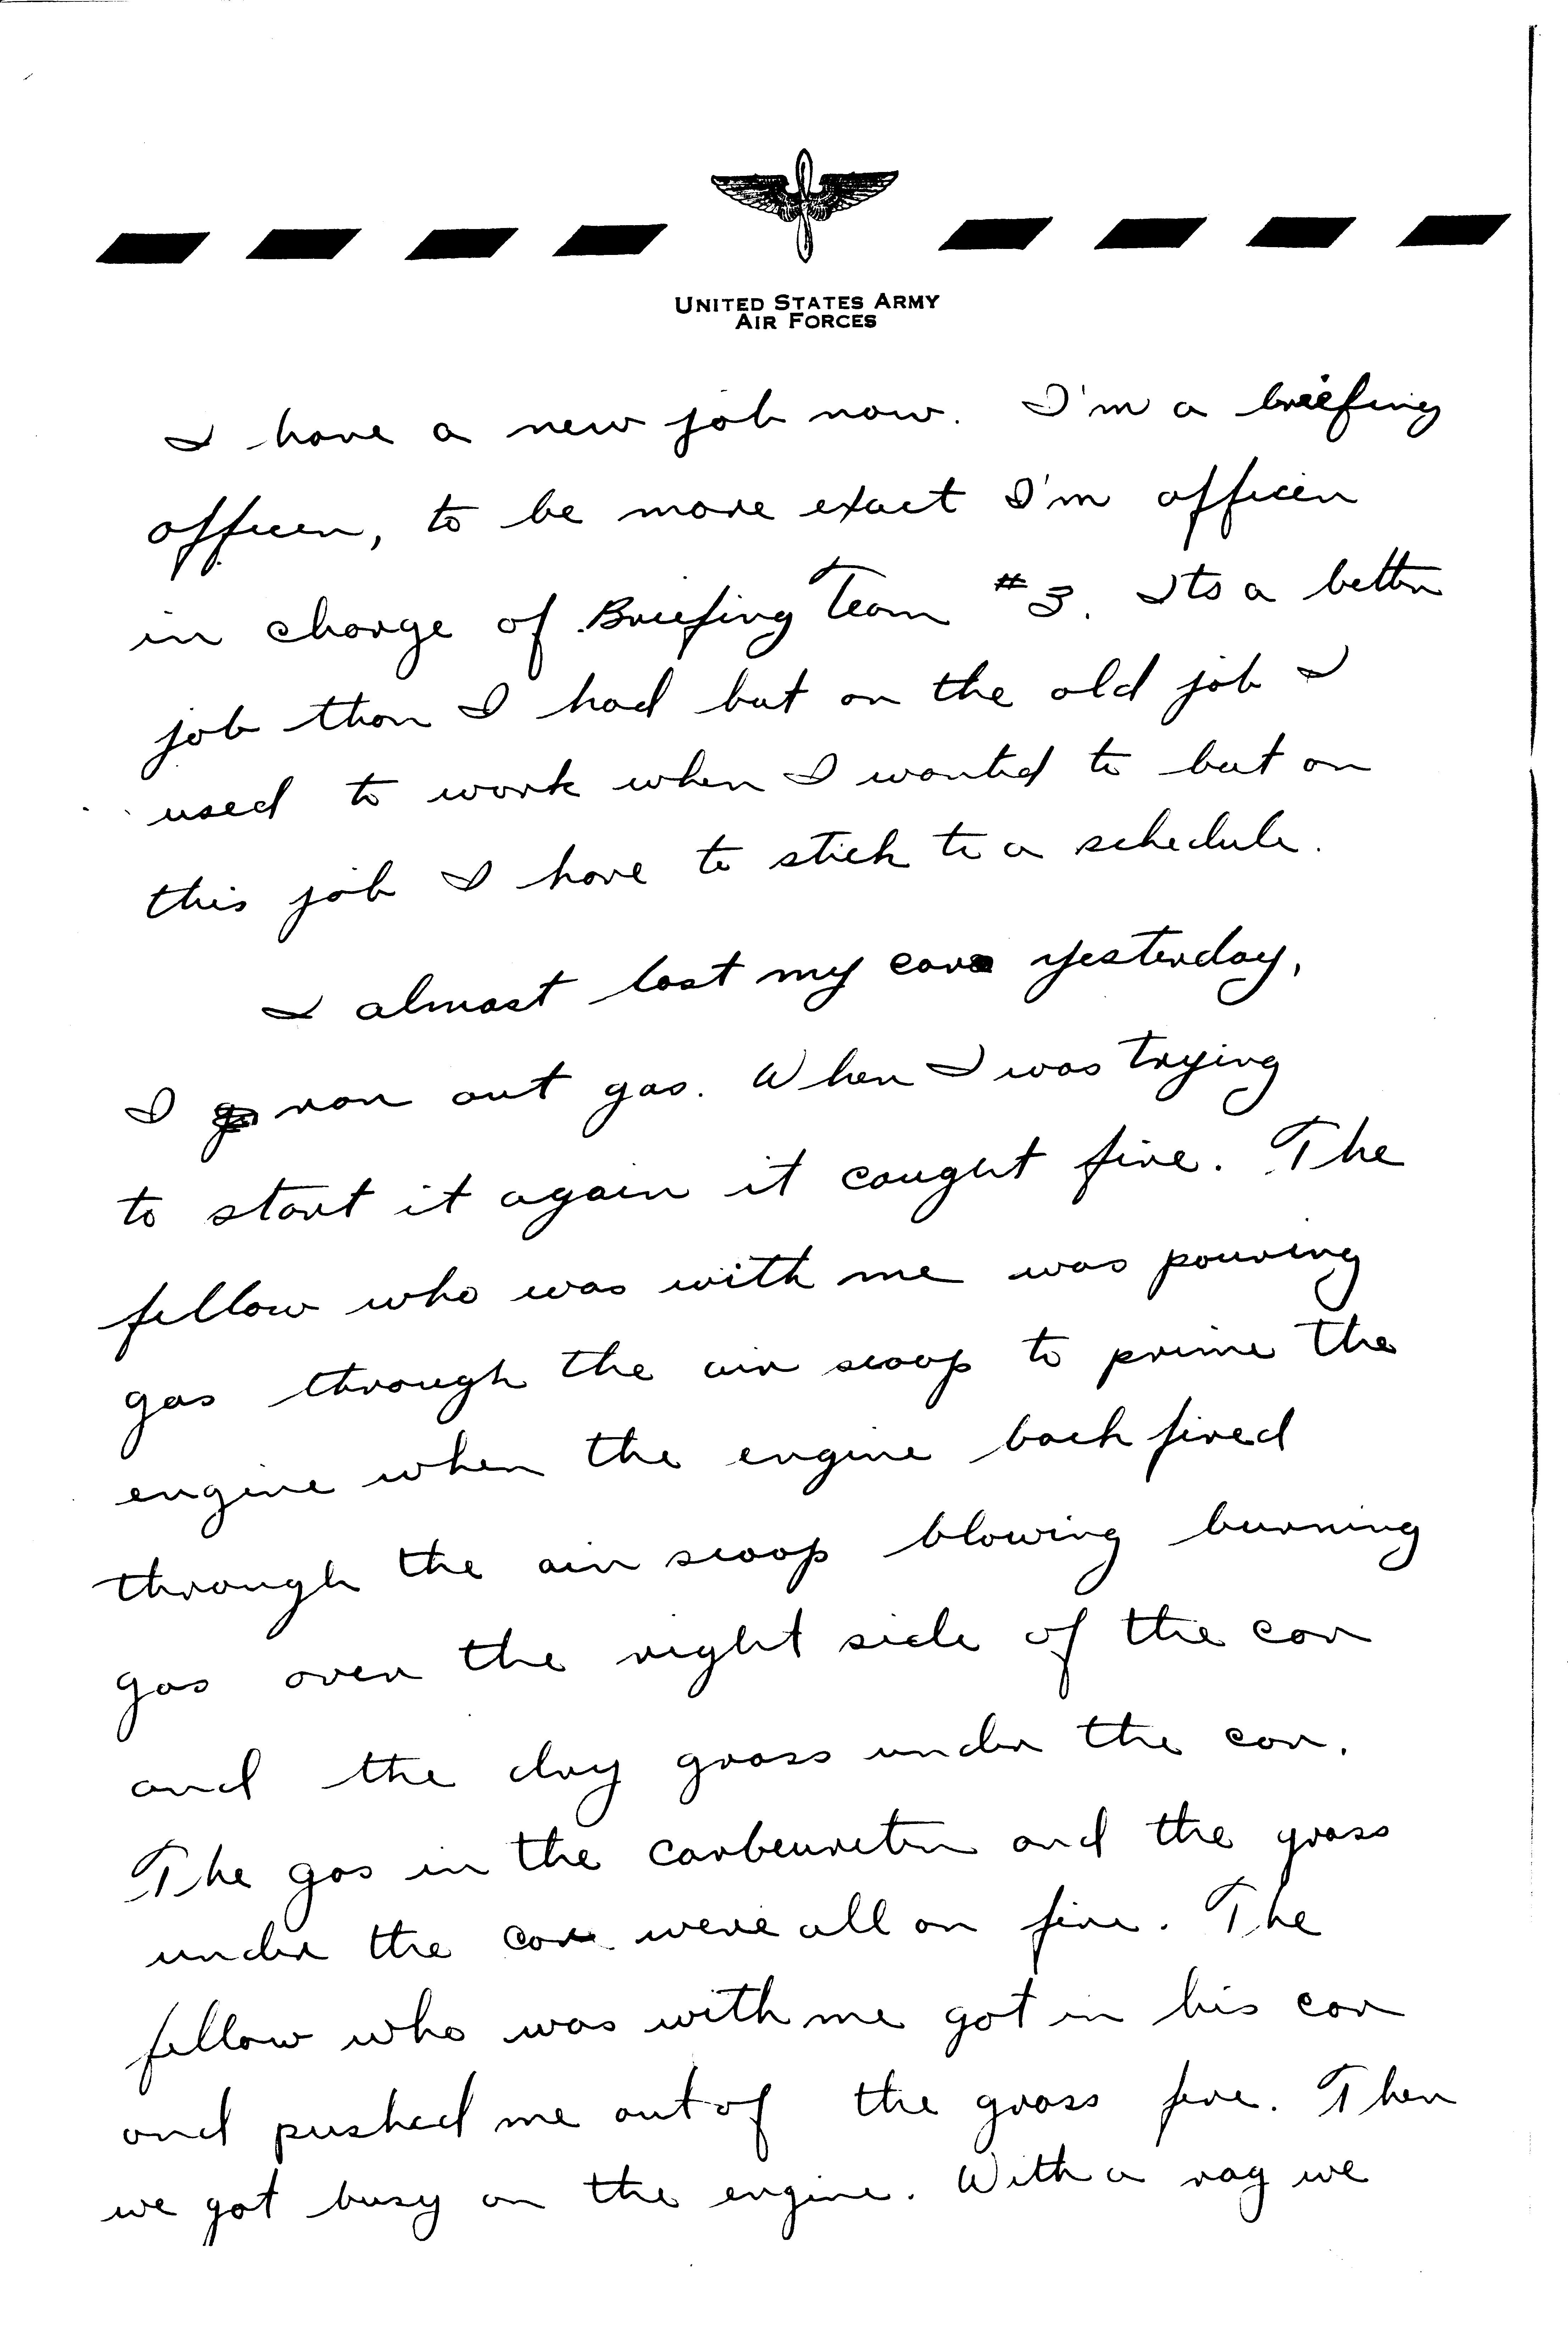 UNITED STATES ARMY
AIR FORCES
I have a new job now. I'm a briefing
officer, to be more exact I'm officer
in charge of Briefing Team #3. Its a better
job than I had but on the old job I
used to work when I wanted to but on
this job I have to stick to a schedule.
I almost lost my car yesterday,
I ran out gas. When I was trying
to start it again it caught fire. The
fellow who was with me was pouring
gas through the air scoop to prime the
engine when the engine back fired
through the air scoop blowing burning
gas over the right side of the car
and the dry grass under the car.
The gas in the carbeuretor and the grass
under the car were all on fire. The
fellow who was with me got in his car
and pushed me out of the grass fire. Then
we got busy on the engine. With a rag we